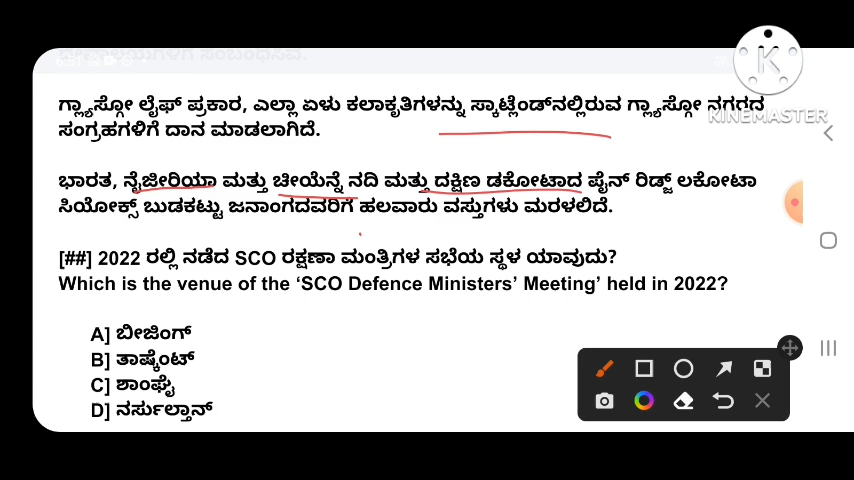 ಗ್ಲ್ಯಾಸ್ಗೋ ಲೈಫ್ ಪ್ರಕಾರ, ಎಲ್ಲಾ ಏಳು ಕಲಾಕೃತಿಗಳನ್ನು ಸ್ಕಾಟ್ಲೆಂಡ್‌ನಲ್ಲಿರುವ ಗ್ಲ್ಯಾಸ್ಗೋ ನಗರದ
ಸಂಗ್ರಹಗಳಿಗೆ ದಾನ ಮಾಡಲಾಗಿದೆ.
ಭಾರತ, ನೈಜೀರಿಯಾ ಮತ್ತು ಚೀಯೆನ್ನೆ ನದಿ ಮತ್ತು ದಕ್ಷಿಣ ಡಕೋಟಾದ ಪೈನ್ ರಿಡ್ಜ್ ಲಕೋಟಾ
ಸಿಯೋಕ್ಸ್ ಬುಡಕಟ್ಟು ಜನಾಂಗದವರಿಗೆ ಹಲವಾರು ವಸ್ತುಗಳು ಮರಳಲಿದೆ.
[##] 2022 ರಲ್ಲಿ ನಡೆದ SCO ರಕ್ಷಣಾ ಮಂತ್ರಿಗಳ ಸಭೆಯ ಸ್ಥಳ ಯಾವುದು?
Which is the venue of the ‘SCO Defence Ministers’ Meeting’ held in 2022?
A] ಬೀಜಿಂಗ್
B] ತಾಷ್ಕೆಂಟ್
C] ಶಾಂಘೈ
D] ನರ್ಸುಲ್ತಾನ್
K
KINEMASTER